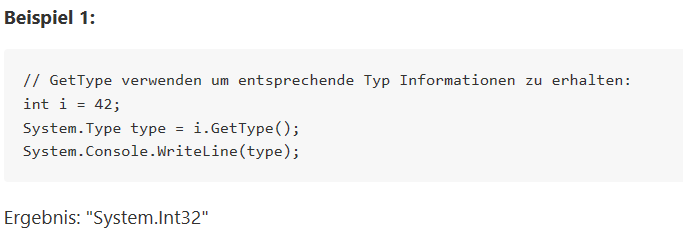 Beispiel 1:
// GetType verwenden um entsprechende Typ Informationen zu erhalten:
int i = 42;
System.Type type = i.GetType();
System.Console.WriteLine(type);
Ergebnis: "System.Int32"